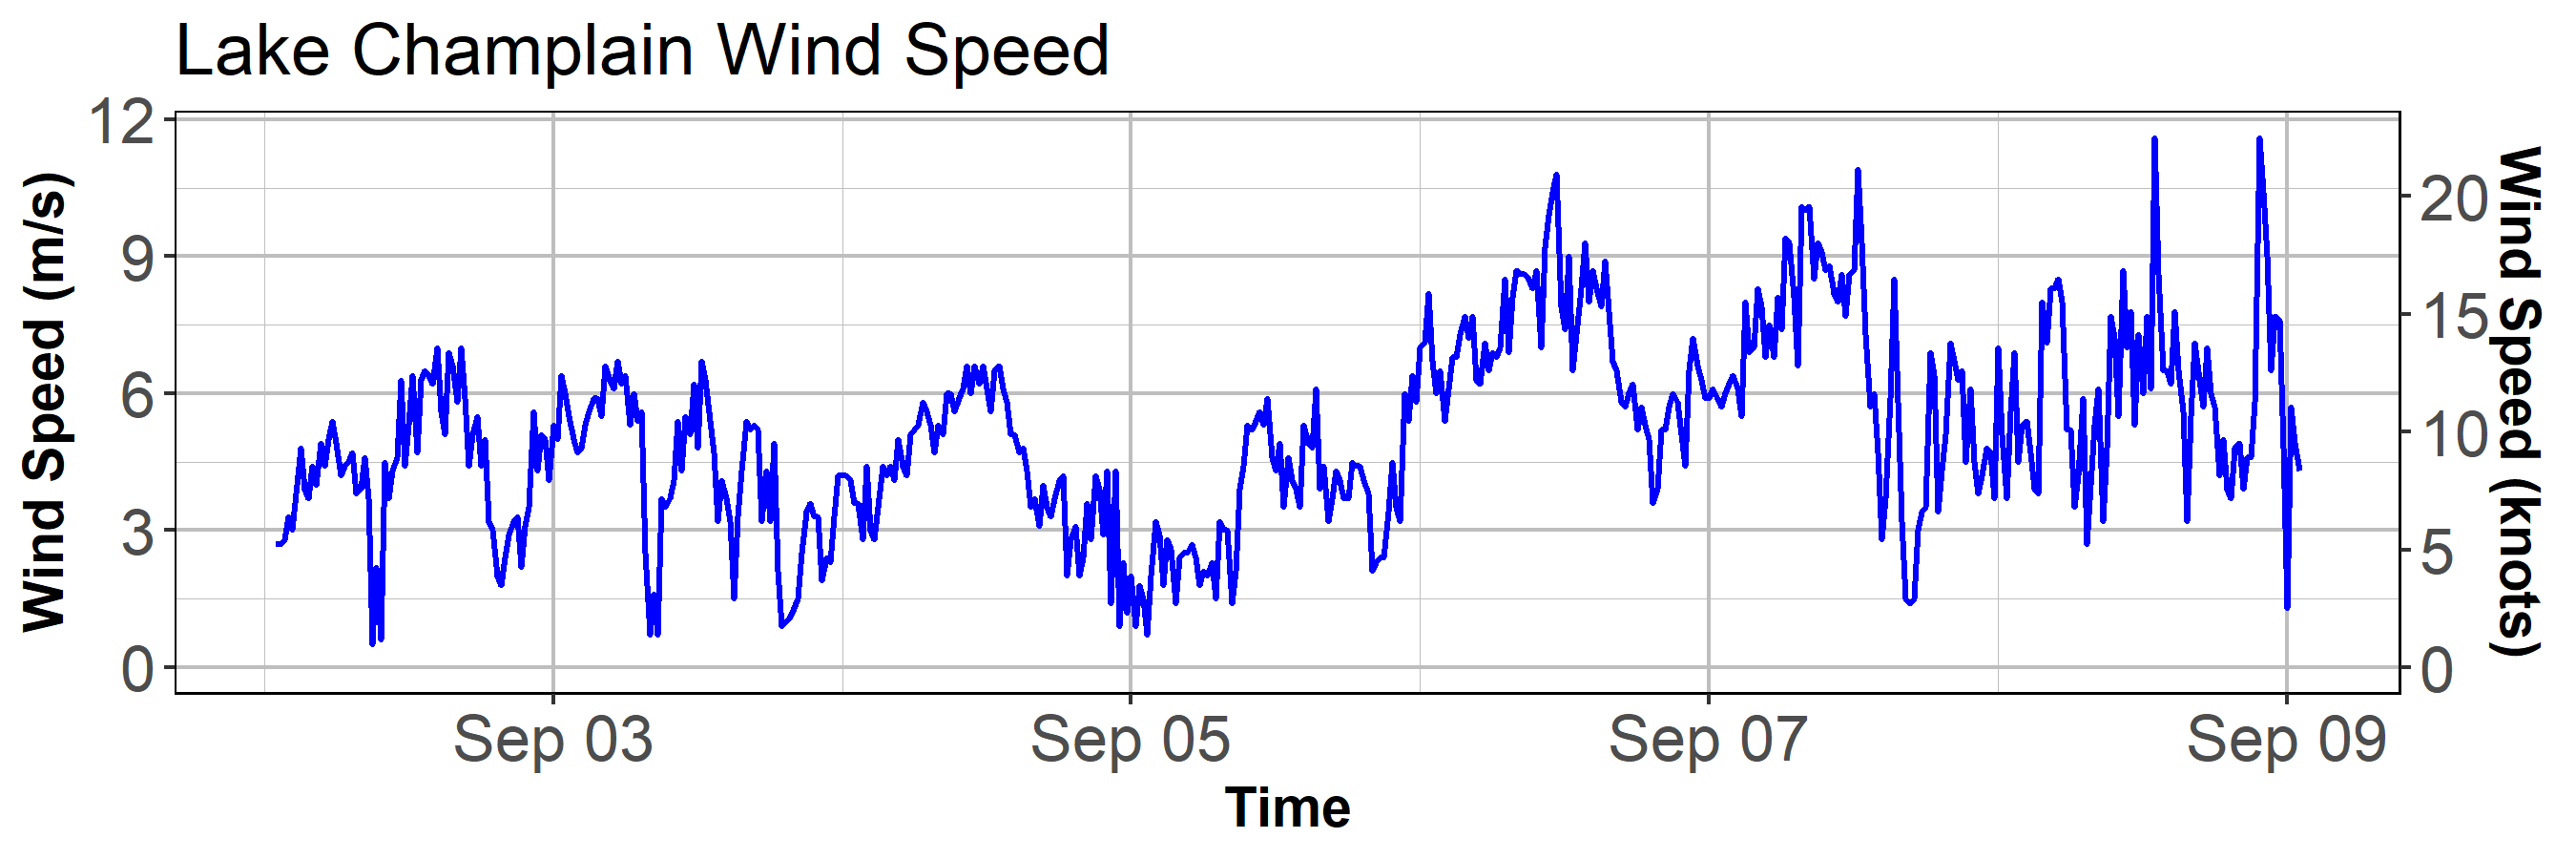 Lake Champlain Wind Speed
Wind Speed (m/s)
12
9
6
3
0
20
15
10
5
0
Wind Speed (knots)
Sep 03 Sep 05 Sep 07 Sep 09
Time